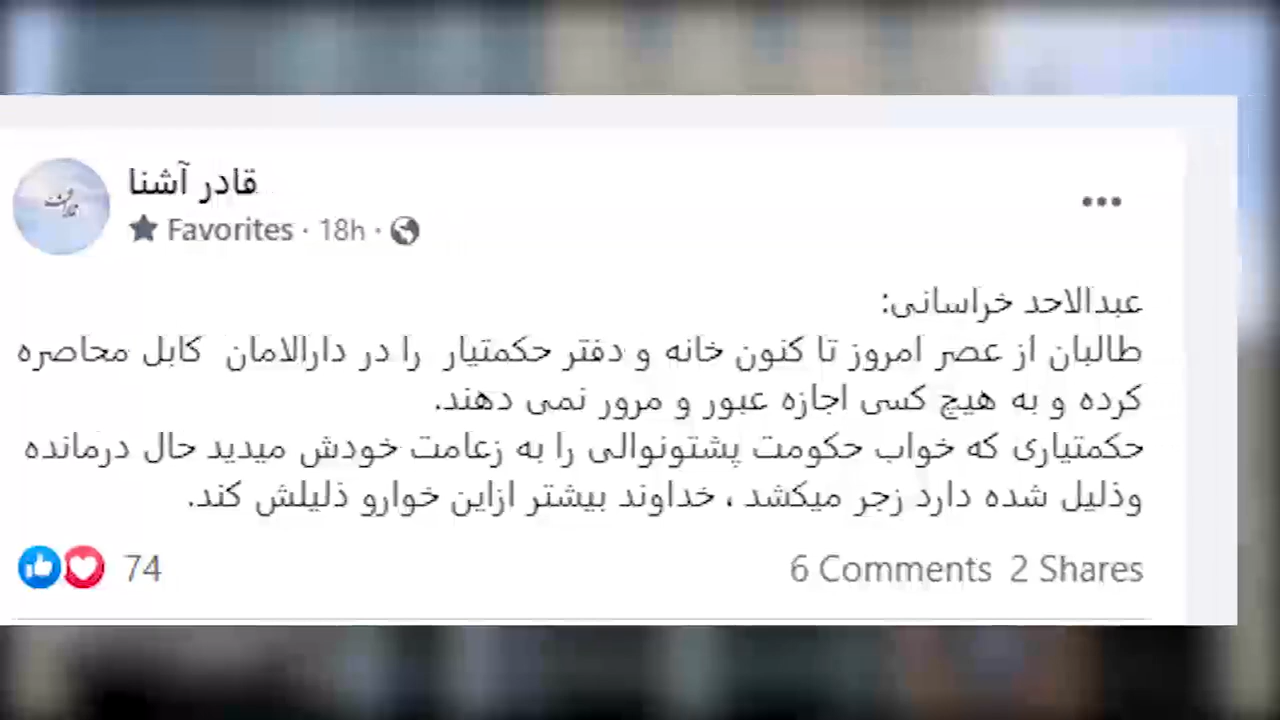 قادر آشنا
Favorites · 18h ·
عبدالاحد خراسانی:
طالبان از عصر امروز تا کنون خانه و دفتر حکمتیار را در دارالامان کابل محاصره
کرده و به هیچ کسی اجازه عبور و مرور نمی دهند.
حکمتیاری که خواب حکومت پشتونوالی را به زعامت خودش میدید حال درمانده
وذلیل شده دارد زجر میکشد ، خداوند بیشتر ازاین خوارو ذلیلش کند.
74
6 Comments 2 Shares